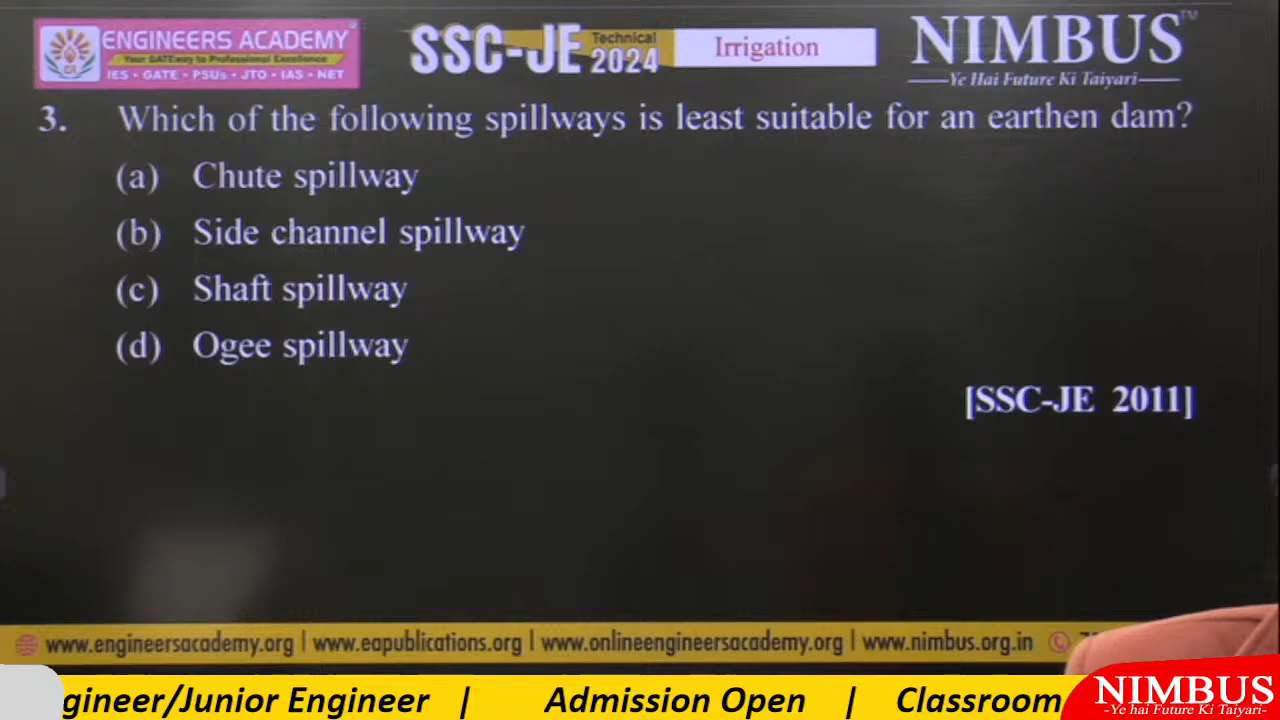 ENGINEERS ACADEMY
Your GATEway to Professional Excellence
IES • GATE • PSUs • JTO • IAS • NET
SSC-JE Technical 2024
Irrigation
NIMBUS™
Ye Hai Future Ki Taiyari
3. Which of the following spillways is least suitable for an earthen dam?
(a) Chute spillway
(b) Side channel spillway
(c) Shaft spillway
(d) Ogee spillway
[SSC-JE 2011]
www.engineersacademy.org | www.eapublications.org | www.onlineengineersacademy.org | www.nimbus.org.in
gineer/Junior Engineer | Admission Open | Classroom
NIMBUS
-Ye hai Future Ki Taiyari-